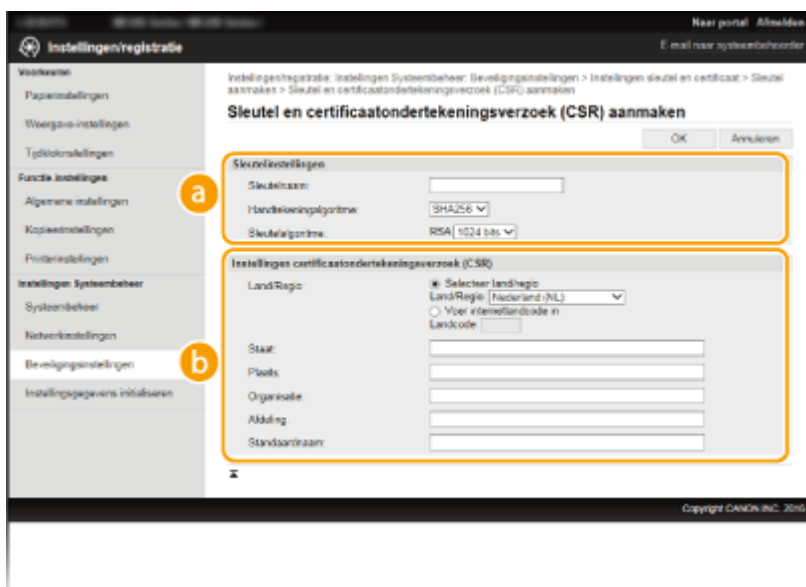 Naar portal Afmelden
Instellingen/registratie
E-mail naar systeembeheerder
Voorkeuren
Papierinstellingen
Weergave-instellingen
Tijdklokinstellingen
Functie-instellingen
Algemene instellingen
Kopieerinstellingen
Printerinstellingen
Instellingen Systeembeheer
Systeembeheer
Netwerkinstellingen
Beveiligingsinstellingen
Instellingsgegevens initialiseren
Instellingen/registratie: Instellingen Systeembeheer: Beveiligingsinstellingen > Instellingen sleutel en certificaat > Sleutel
aanmaken > Sleutel en certificaatondertekeningsverzoek (CSR) aanmaken
Sleutel en certificaatondertekeningsverzoek (CSR) aanmaken
OK Annuleren
a
Sleutelinstellingen
Sleutelnaam:
Handtekeningalgoritme: SHA256
Sleutelalgoritme: RSA 1024 bits
b
Instellingen certificaatondertekeningsverzoek (CSR)
Land/Regio: Selecteer land/regio
Land/Regio: Nederland (NL)
Voer internetlandcode in
Landcode:
Staat:
Plaats:
Organisatie:
Afdeling:
Standaardnaam:
Copyright CANON INC. 2016